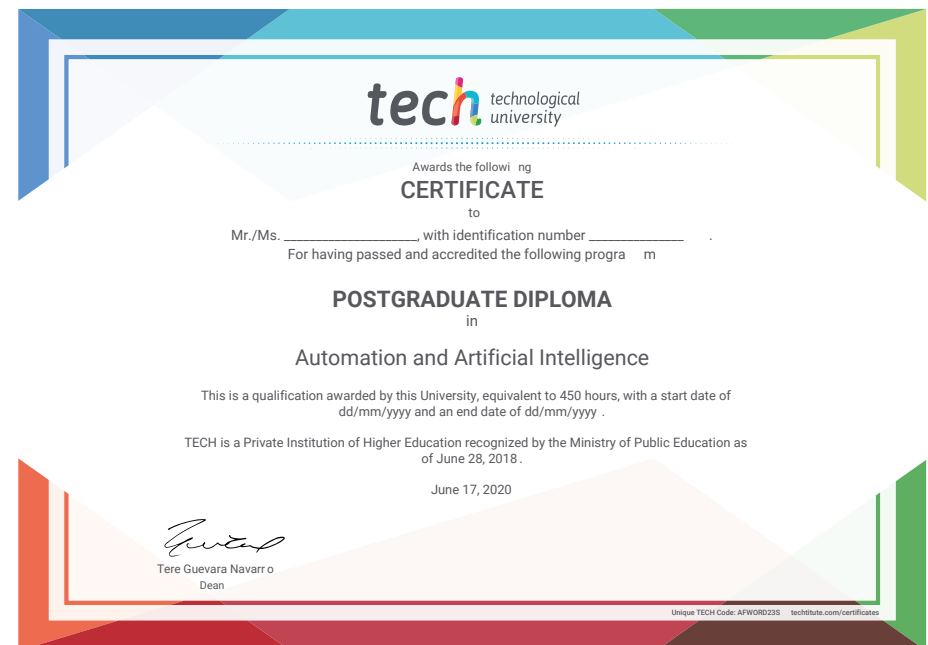 tech technological
university
Awards the followi ng
CERTIFICATE
to
Mr./Ms. ____________________, with identification number ______________ .
For having passed and accredited the following progra m
POSTGRADUATE DIPLOMA
in
Automation and Artificial Intelligence
This is a qualification awarded by this University, equivalent to 450 hours, with a start date of
dd/mm/yyyy and an end date of dd/mm/yyyy .
TECH is a Private Institution of Higher Education recognized by the Ministry of Public Education as
of June 28, 2018 .
June 17, 2020
Tere Guevara Navarr o
Dean
Unique TECH Code: AFWORD23S techtitute.com/certificates